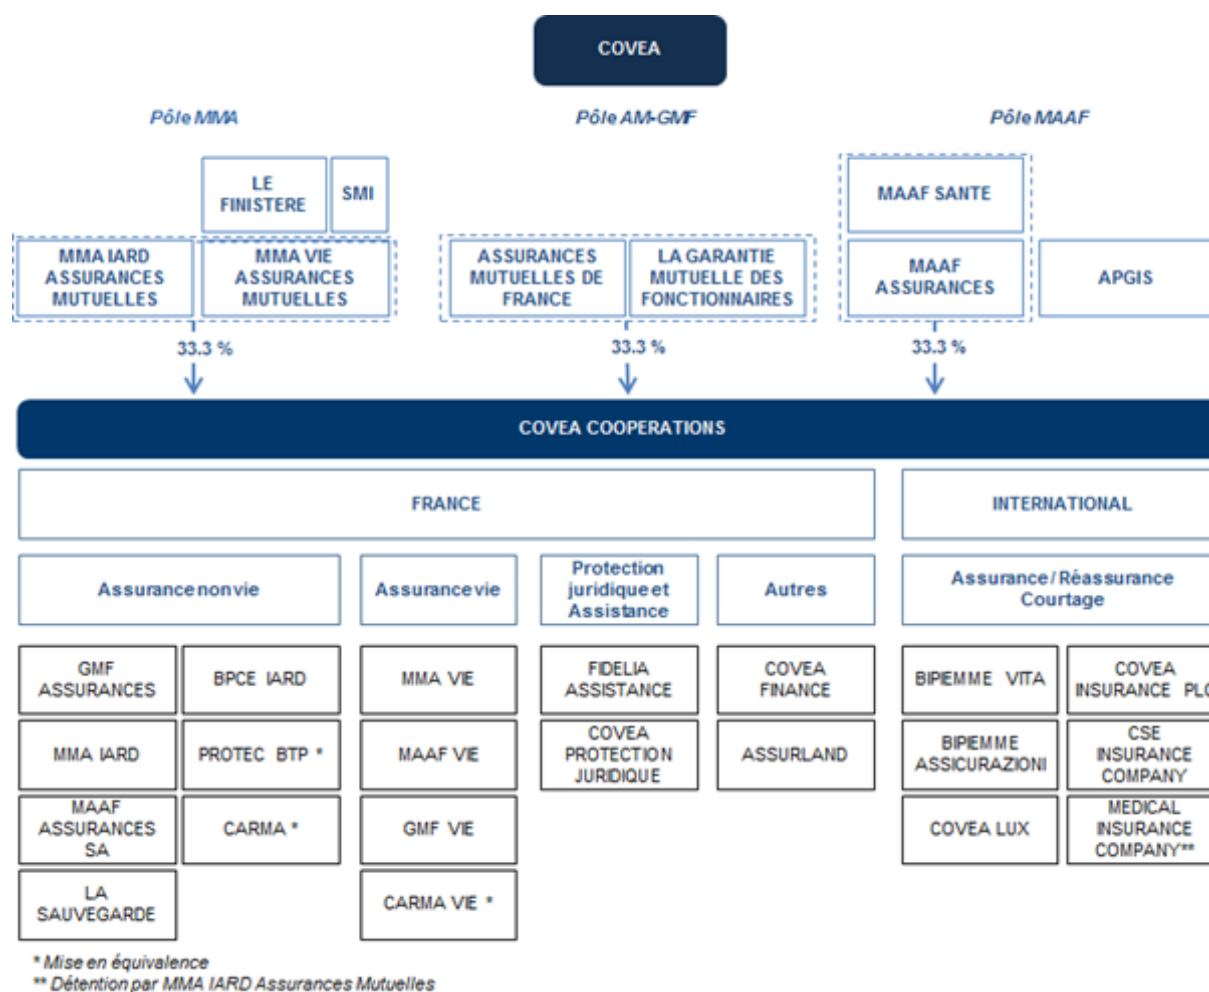 COVEA
Pôle MMA
Pôle AM-GMF
Pôle MAAF
LE
FINISTERE
SMI
MAAF SANTE
MMA IARD
ASSURANCES
MUTUELLES
MMA VIE
ASSURANCES
MUTUELLES
ASSURANCES
MUTUELLES DE
FRANCE
LA GARANTIE
MUTUELLE DES
FONCTIONNAIRES
MAAF
ASSURANCES
APGIS
33.3 %
33.3 %
33.3 %
COVEA COOPERATIONS
FRANCE
INTERNATIONAL
Assurance non vie
Assurance vie
Protection
juridique et
Assistance
Autres
Assurance / Réassurance
Courtage
GMF
ASSURANCES
BPCE IARD
MMA VIE
FIDELIA
ASSISTANCE
COVEA
FINANCE
BIPIEMME VITA
COVEA
INSURANCE PLC
MMA IARD
PROTEC BTP *
MAAF VIE
COVEA
PROTECTION
JURIDIQUE
ASSURLAND
BIPIEMME
ASSICURAZIONI
CSE
INSURANCE
COMPANY
MAAF
ASSURANCES
SA
CARMA *
GMF VIE
COVEA LUX
MEDICAL
INSURANCE
COMPANY**
LA
SAUVEGARDE
CARMA VIE *
* Mise en équivalence
** Détention par MMA IARD Assurances Mutuelles